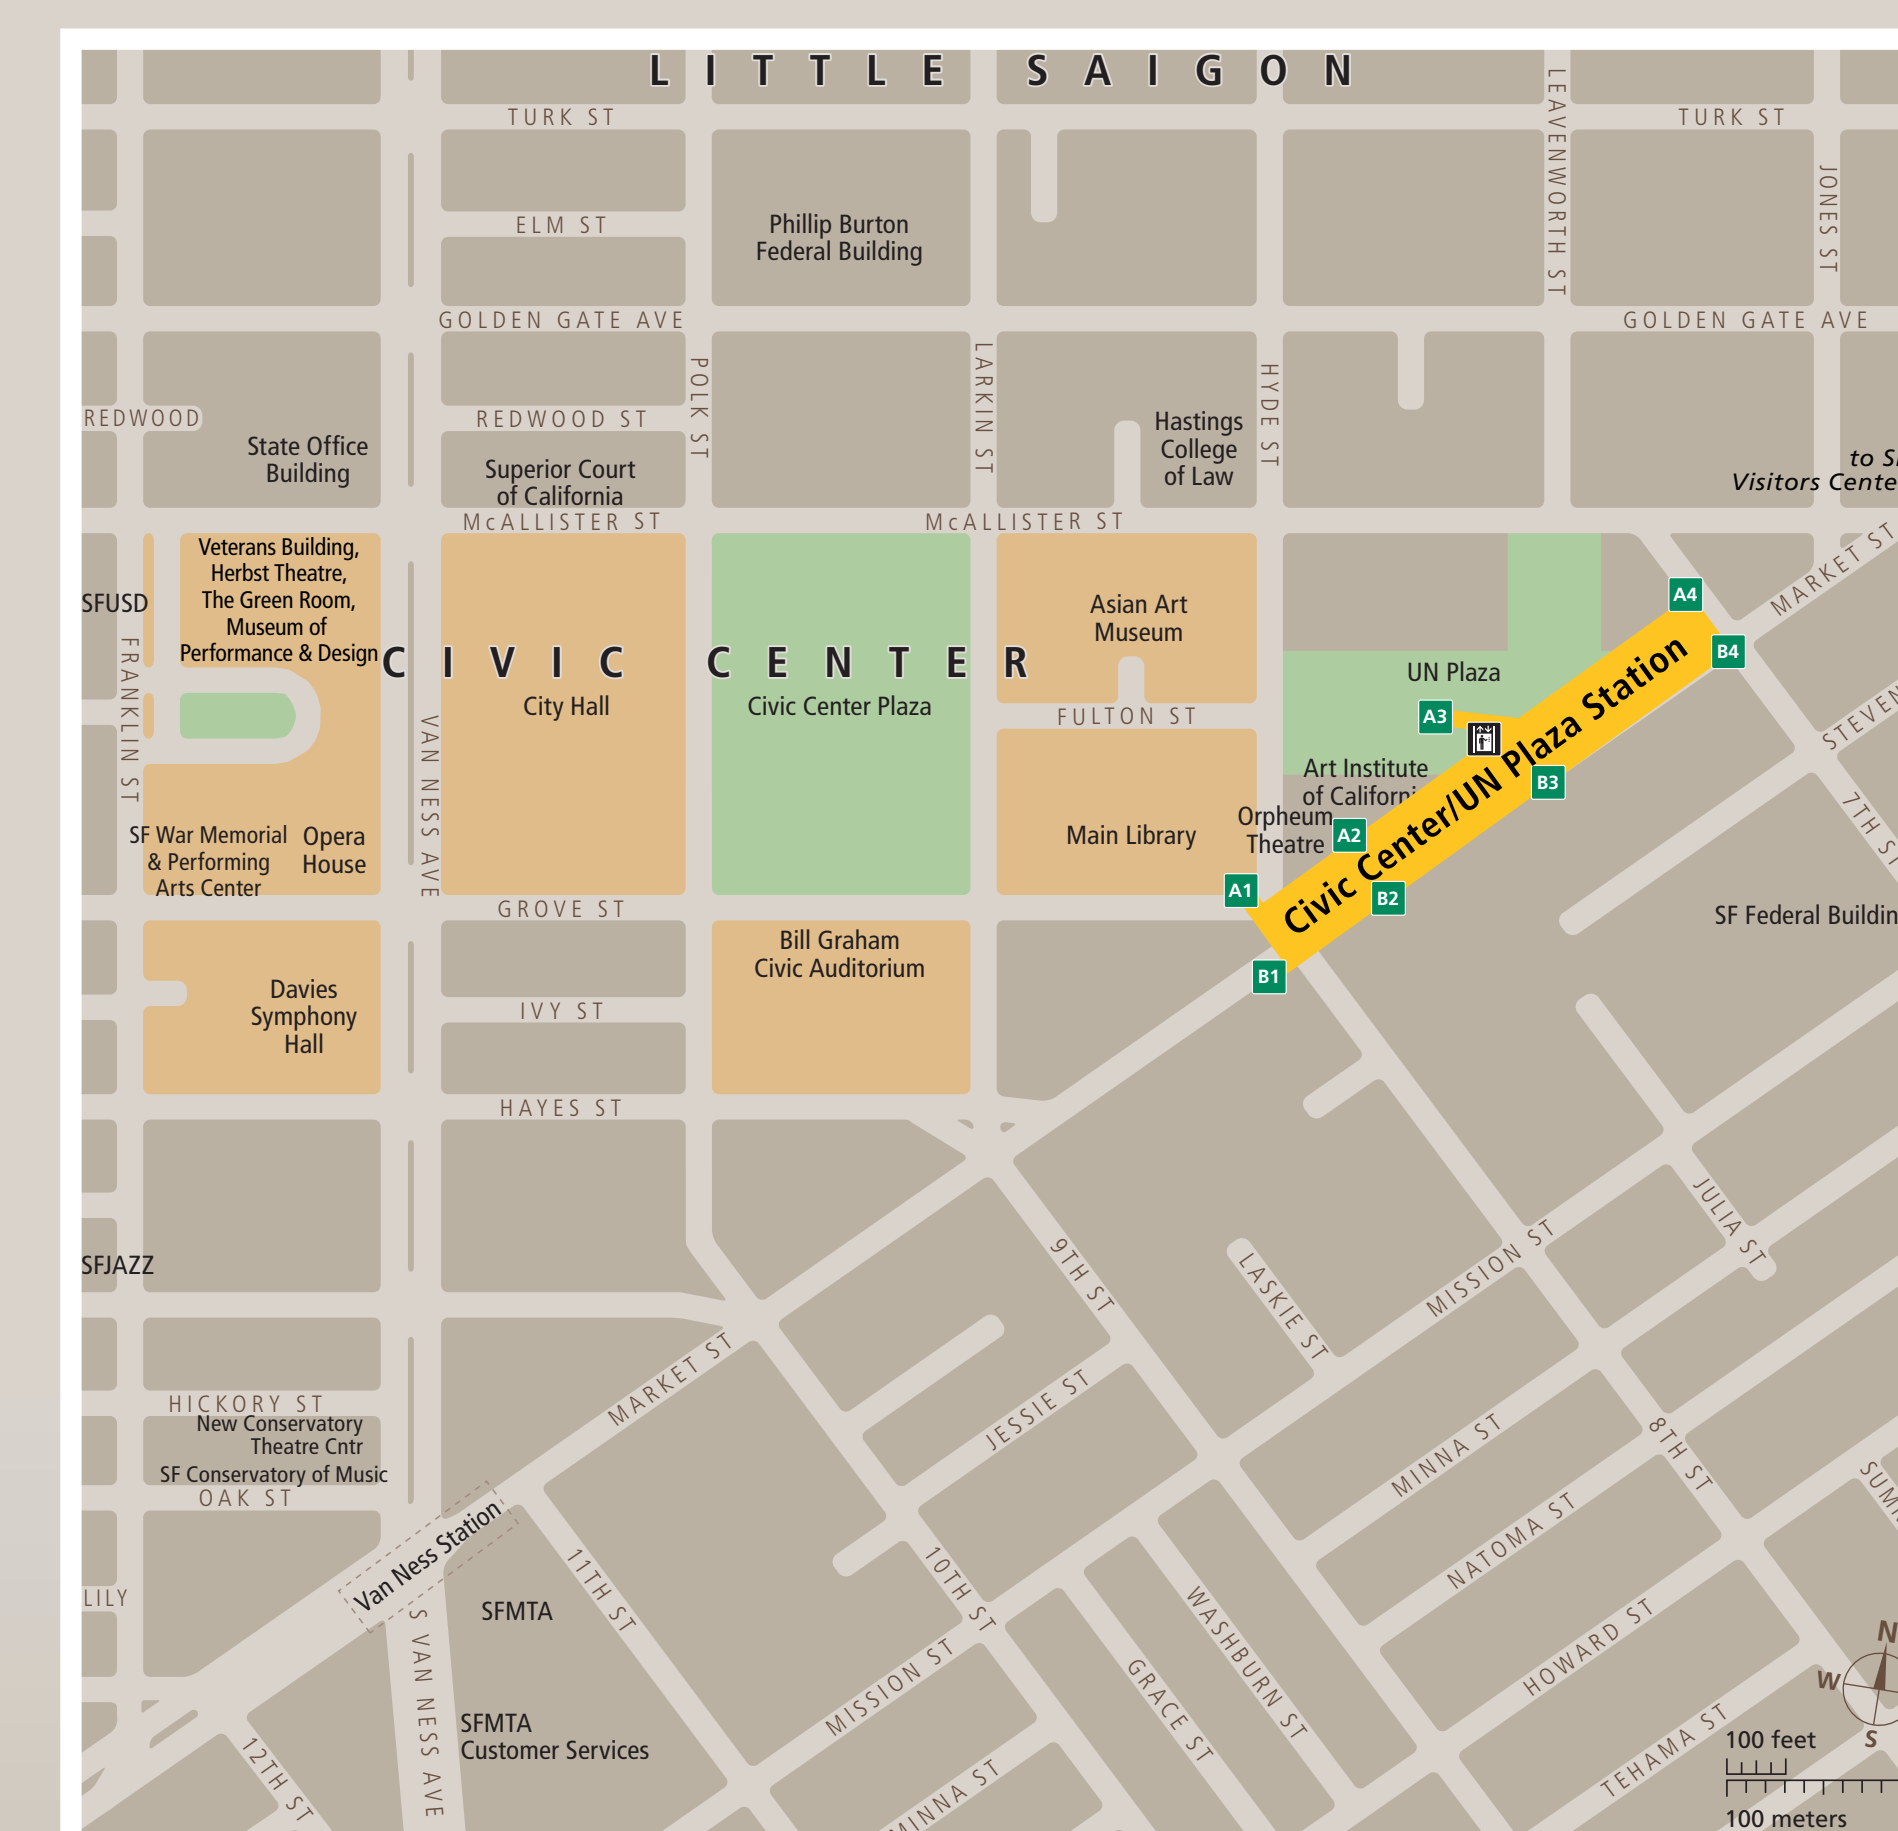 LITTLE SAIGON
TURK ST
TURK ST
LEAVENWORTH ST
JONES ST
ELM ST
Phillip Burton
Federal Building
GOLDEN GATE AVE
GOLDEN GATE AVE
POLK ST
LARKIN ST
HYDE ST
REDWOOD
REDWOOD ST
State Office
Building
Superior Court
of California
Hastings
College
of Law
to
Visitors
McALLISTER ST
McALLISTER ST
MARKET ST
Veterans Building,
Herbst Theatre,
The Green Room,
Museum of
Performance & Design
SFUSD
FRANKLIN ST
CIVIC CENTER
City Hall
Civic Center Plaza
Asian Art
Museum
FULTON ST
UN Plaza
A4
B4
A3
B3
A2
B2
A1
B1
Civic Center/UN Plaza Station
VAN NESS AVE
SF War Memorial
& Performing
Arts Center
Opera
House
Main Library
Art Institute
of Californi
Orpheum
Theatre
7TH ST
SF Federal
GROVE ST
Bill Graham
Civic Auditorium
Davies
Symphony
Hall
IVY ST
HAYES ST
SFJAZZ
9TH ST
LASKIE ST
MISSION ST
JULIA ST
MARKET ST
HICKORY ST
New Conservatory
Theatre Cntr
SF Conservatory of Music
OAK ST
JESSIE ST
MINNA ST
8TH ST
NATOMA ST
Van Ness Station
LILY
SFMTA
S VAN NESS AVE
11TH ST
10TH ST
WASHBURN ST
GRACE ST
HOWARD ST
MISSION ST
SFMTA
Customer Services
12TH ST
MINNA ST
TEHAMA ST
N
W
S
100 feet
100 meters